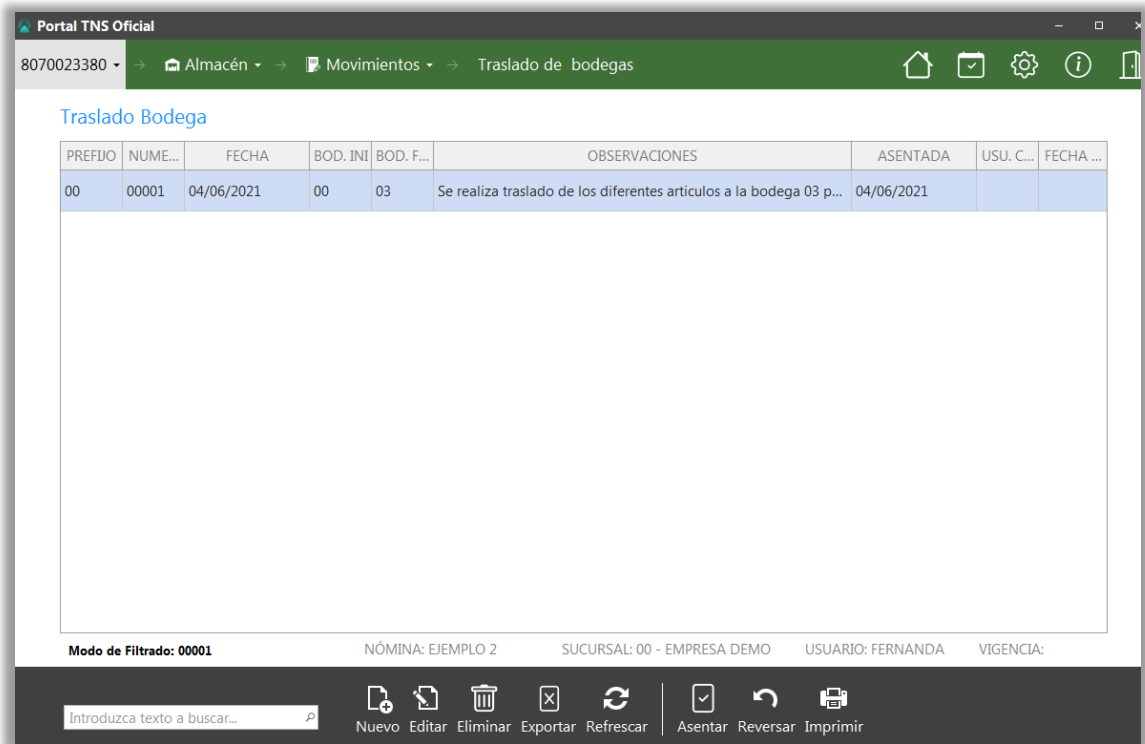 Portal TNS Oficial
8070023380 Almacén Movimientos Traslado de bodegas
Traslado Bodega
PREFIJO NUME... FECHA BOD. INI BOD. F... OBSERVACIONES ASENTADA USU. C... FECHA ...
00 00001 04/06/2021 00 03 Se realiza traslado de los diferentes articulos a la bodega 03 p... 04/06/2021
Modo de Filtrado: 00001 NÓMINA: EJEMPLO 2 SUCURSAL: 00 - EMPRESA DEMO USUARIO: FERNANDA VIGENCIA:
Introduzca texto a buscar... Nuevo Editar Eliminar Exportar Refrescar Asentar Reversar Imprimir